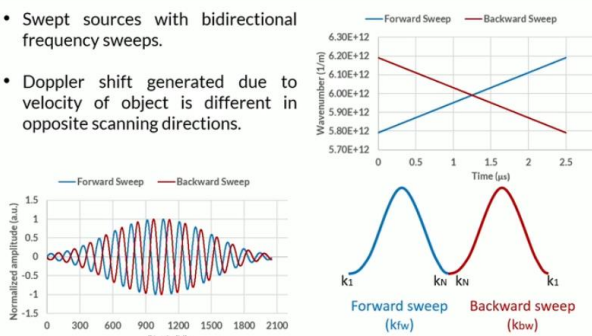 • Swept sources with bidirectional
frequency sweeps.
• Doppler shift generated due to
velocity of object is different in
opposite scanning directions.
Forward Sweep Backward Sweep
Wavenumber (1/m)
6.30E+12
6.20E+12
6.10E+12
6.00E+12
5.90E+12
5.80E+12
5.70E+12
0 0.5 1 1.5 2 2.5
Time (µs)
Forward Sweep Backward Sweep
Normalized amplitude (a.u.)
1.5
1
0.5
0
-0.5
-1
-1.5
0 300 600 900 1200 1500 1800 2100
k1 kN kN k1
Forward sweep
(kfw)
Backward sweep
(kbw)